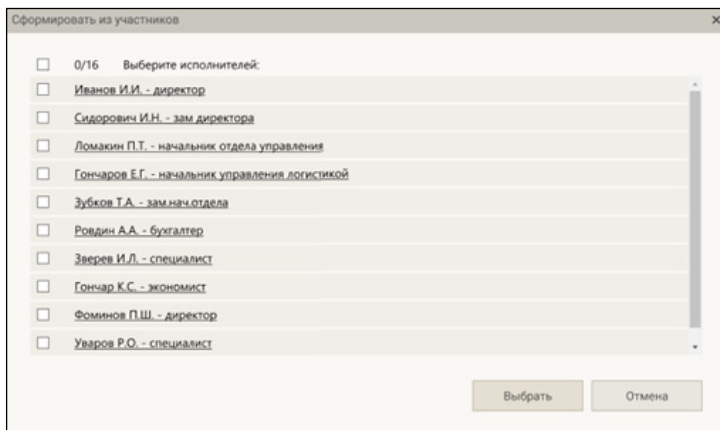 Сформировать из участников
0/16 Выберите исполнителей:
Иванов И.И. - директор
Сидорович И.Н. - зам директора
Ломакин П.Т. - начальник отдела управления
Гончаров Е.Г. - начальник управления логистикой
Зубков Т.А. - зам.нач.отдела
Ровдин А.А. - бухгалтер
Зверев И.Л. - специалист
Гончар К.С. - экономист
Фоминов П.Ш. - директор
Уваров Р.О. - специалист
Выбрать Отмена